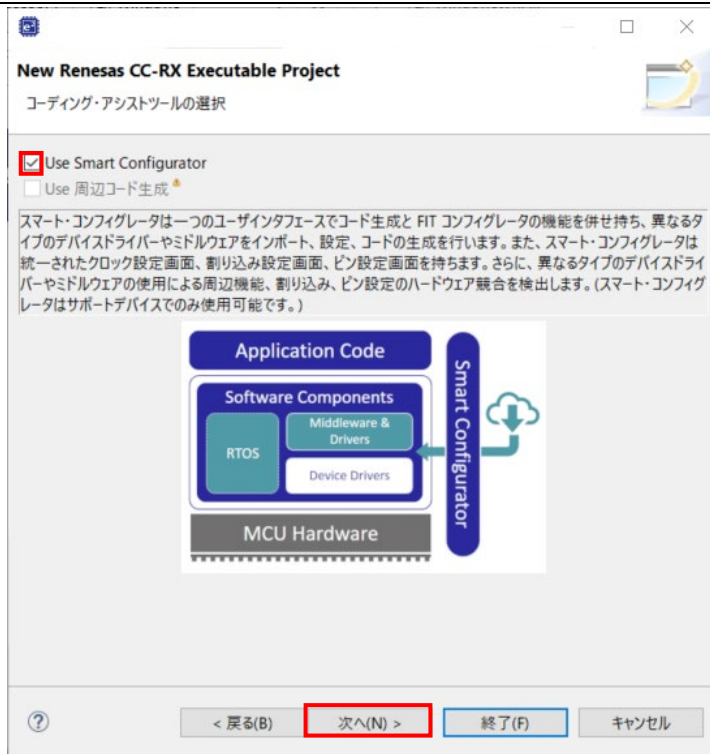 New Renesas CC-RX Executable Project
コーディング・アシストツールの選択
Use Smart Configurator
Use 周辺コード生成
スマート・コンフィグレータは一つのユーザインタフェースでコード生成と FIT コンフィグレータの機能を併せ持ち、異なるタ
イプのデバイスドライバーやミドルウェアをインポート、設定、コードの生成を行います。また、スマート・コンフィグレータは
統一されたクロック設定画面、割り込み設定画面、ピン設定画面を持ちます。さらに、異なるタイプのデバイスドライ
バーやミドルウェアの使用による周辺機能、割り込み、ピン設定のハードウェア競合を検出します。(スマート・コンフィグ
レータはサポートデバイスでのみ使用可能です。)
Application Code
Software Components
RTOS
Middleware &
Drivers
Device Drivers
MCU Hardware
Smart Configurator
?
< 戻る(B)
次へ(N) >
終了(F)
キャンセル